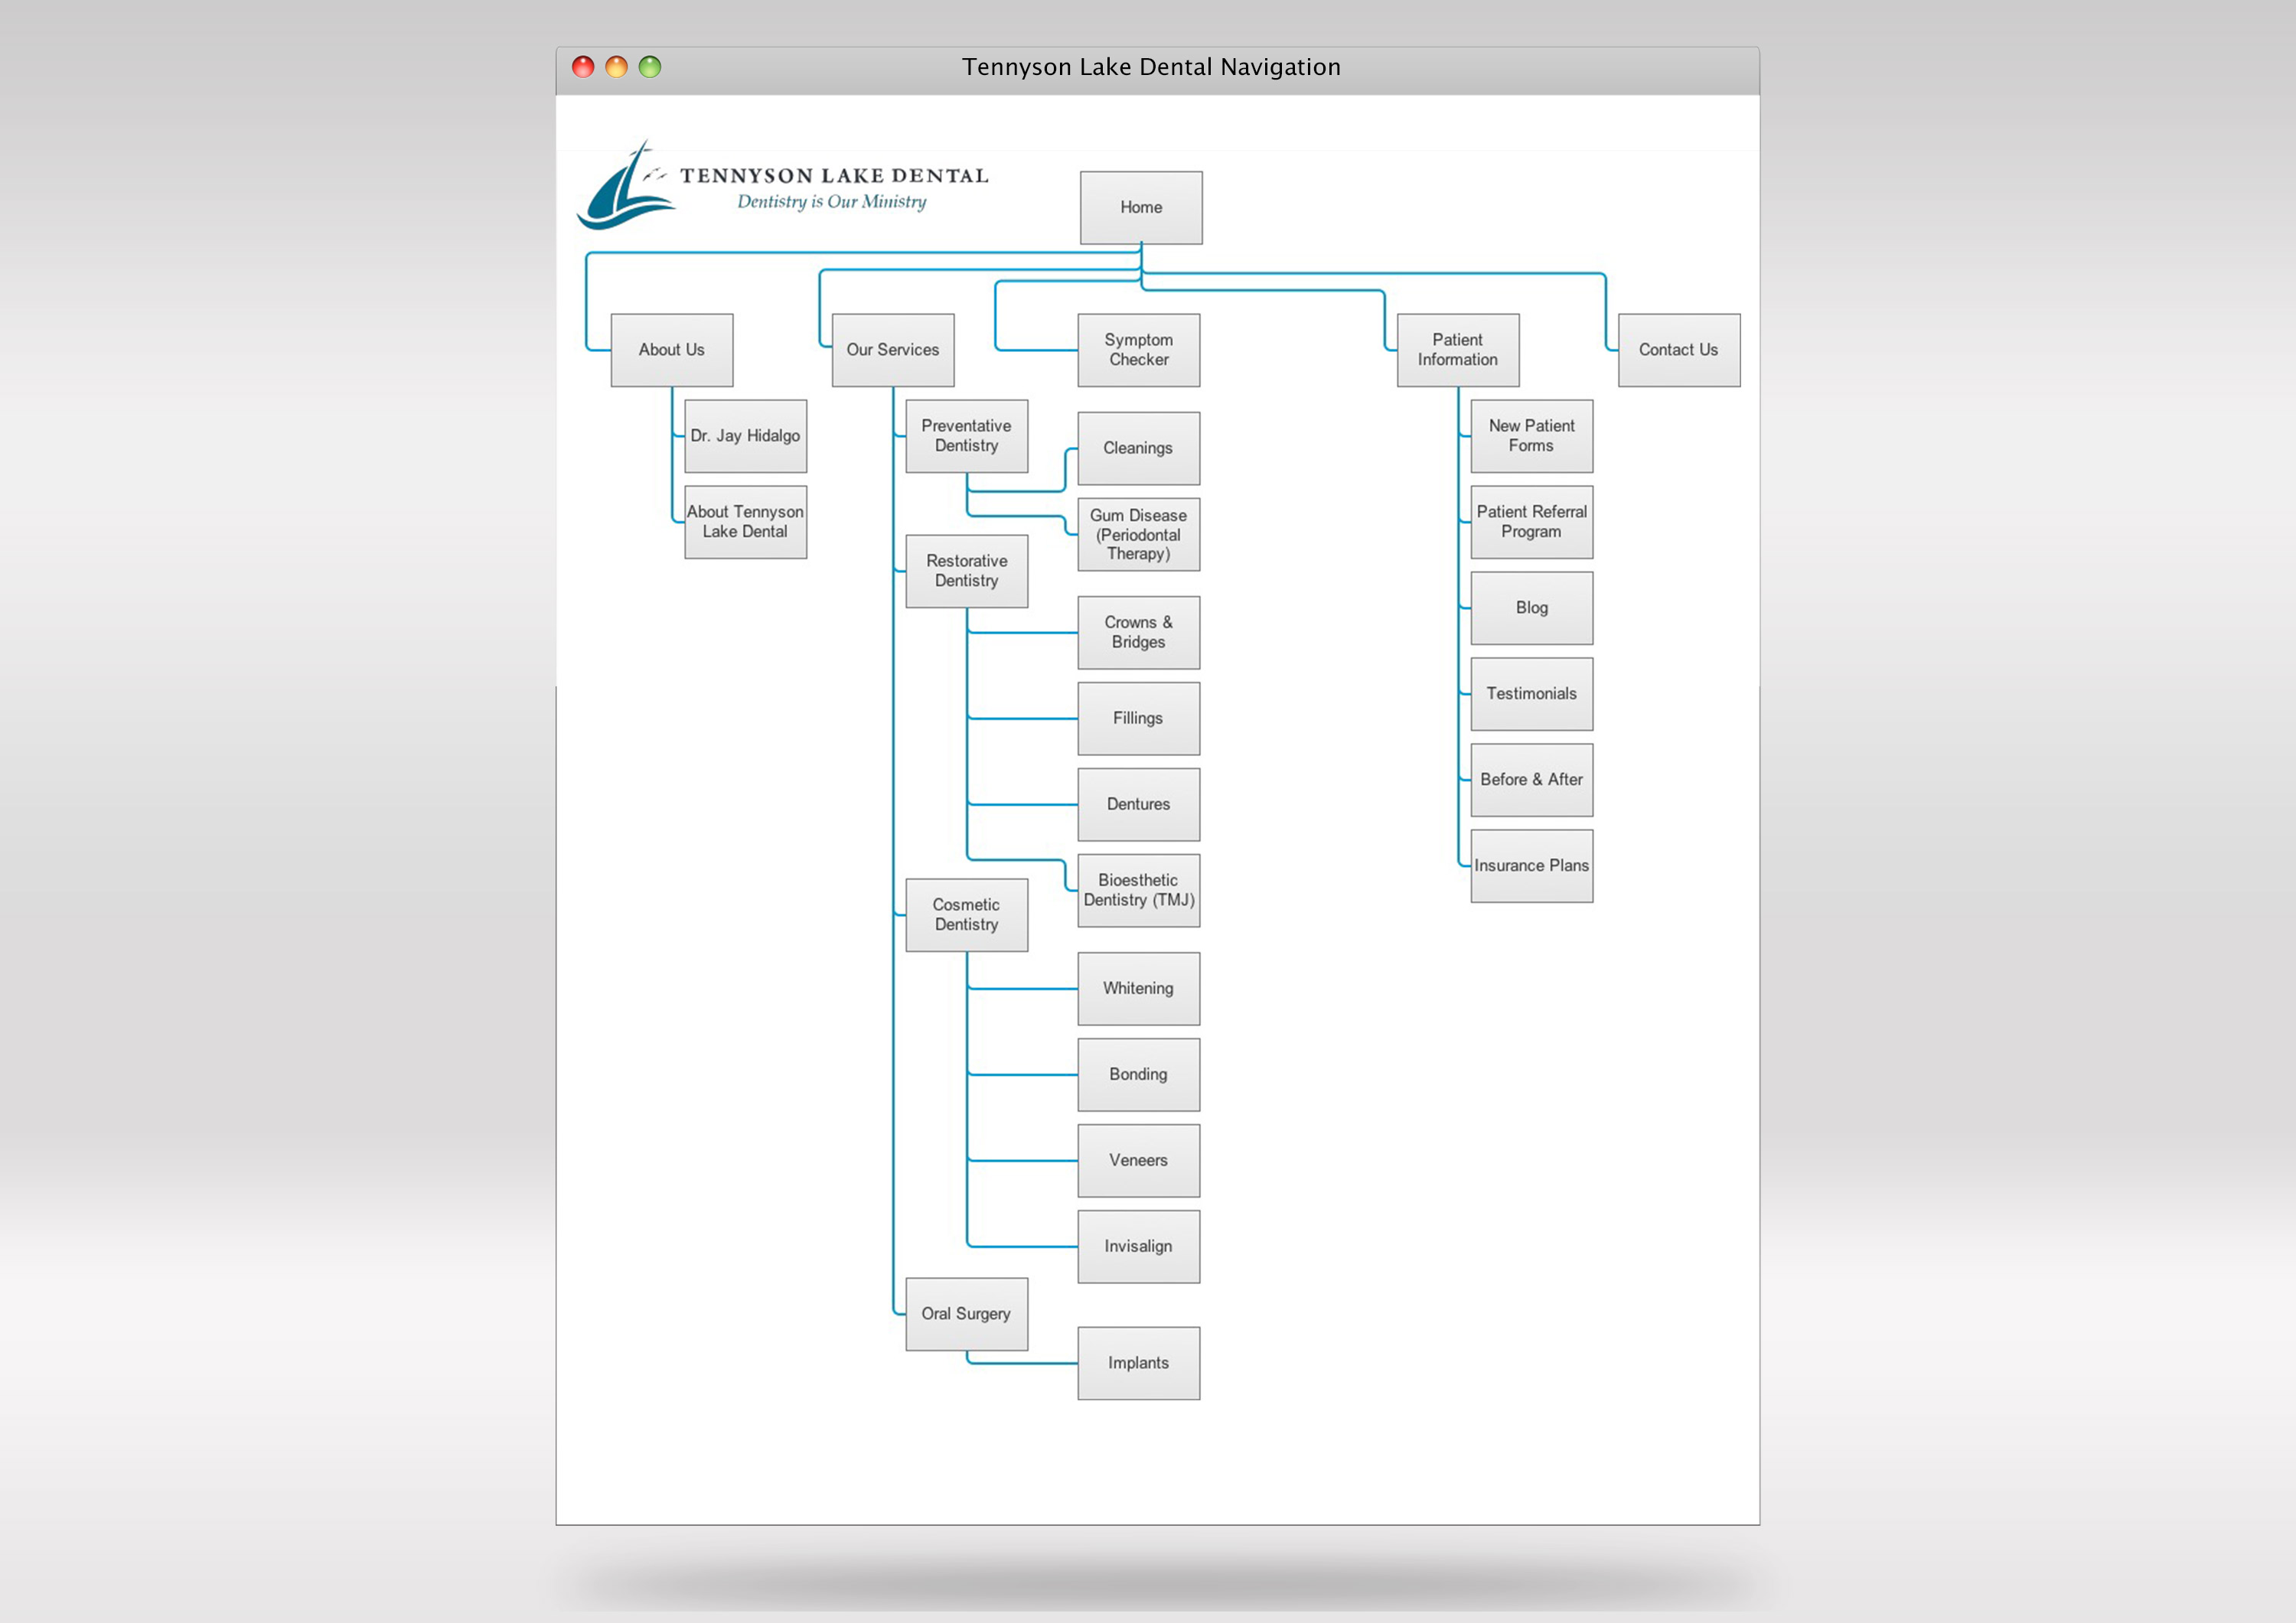 Tennyson Lake Dental Navigation
TENNYSON LAKE DENTAL
Dentistry is Our Ministry
Home
About Us
Our Services
Symptom
Checker
Patient
Information
Contact Us
Dr. Jay Hidalgo
About Tennyson
Lake Dental
Preventative
Dentistry
Cleanings
Gum Disease
(Periodontal
Therapy)
Restorative
Dentistry
Crowns &
Bridges
Fillings
Dentures
Bioesthetic
Dentistry (TMJ)
Cosmetic
Dentistry
Whitening
Bonding
Veneers
Invisalign
Oral Surgery
Implants
New Patient
Forms
Patient Referral
Program
Blog
Testimonials
Before & After
Insurance Plans